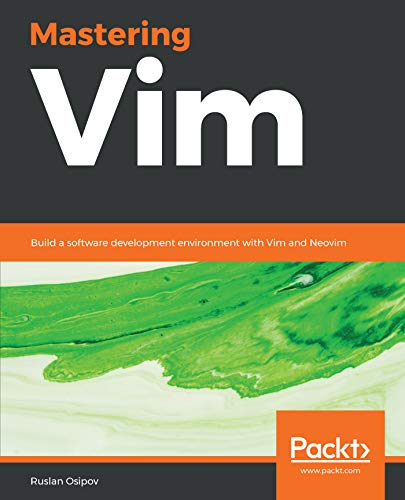 Mastering
Vim
Build a software development environment with Vim and Neovim
Packt>
www.packt.com
Ruslan Osipov